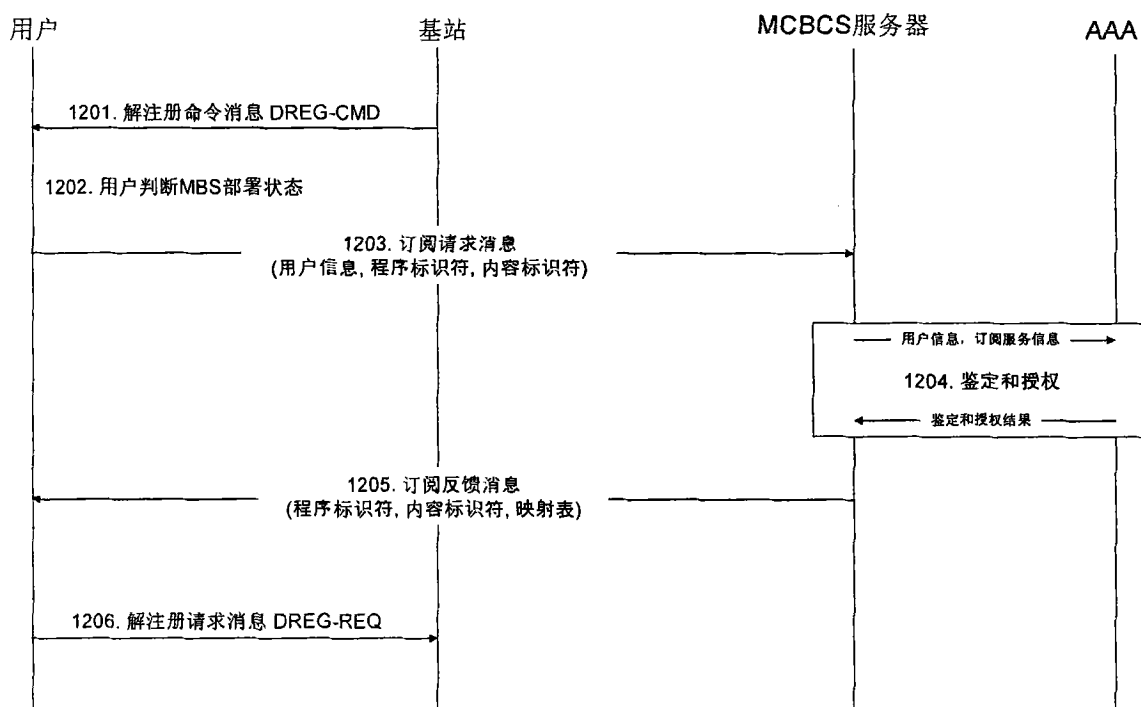 用户
基站
MCBCS服务器
AAA
1201. 解注册命令消息 DREG-CMD
1202. 用户判断MBS部署状态
1203. 订阅请求消息
(用户信息, 程序标识符, 内容标识符)
用户信息，订阅服务信息
1204. 鉴定和授权
鉴定和授权结果
1205. 订阅反馈消息
(程序标识符, 内容标识符, 映射表)
1206. 解注册请求消息 DREG-REQ